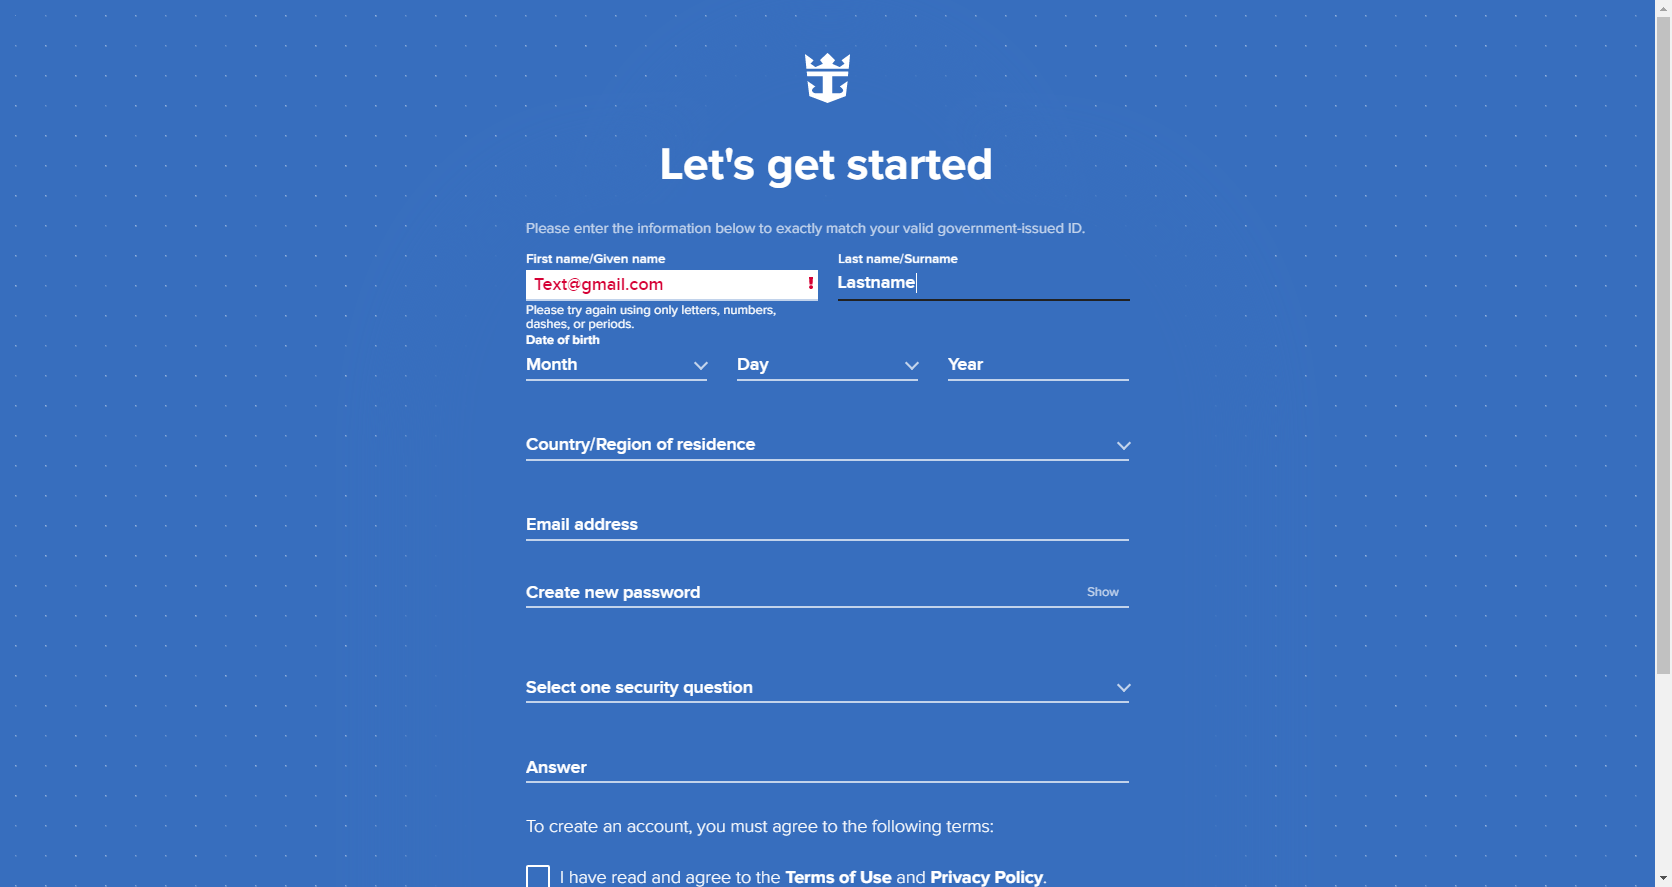 Let's get started
Please enter the information below to exactly match your valid government-issued ID.
First name/Given name
Last name/Surname
Text@gmail.com !
Lastname
Please try again using only letters, numbers,
dashes, or periods.
Date of birth
Month
Day
Year
Country/Region of residence
Email address
Create new password
Show
Select one security question
Answer
To create an account, you must agree to the following terms:
I have read and agree to the Terms of Use and Privacy Policy.